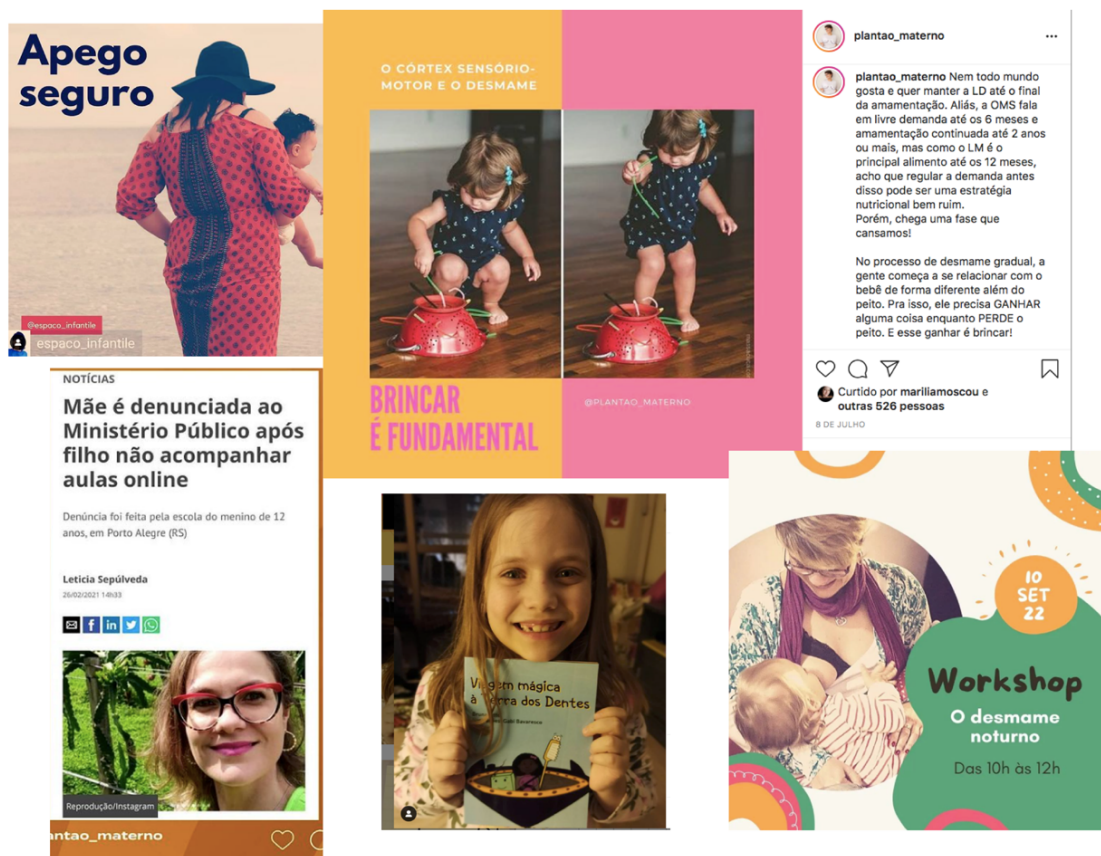 Apego
seguro
@espaco_infantile
espaco_infantile
O CÓRTEX SENSÓRIO-
MOTOR E O DESMAME
BRINCAR
É FUNDAMENTAL
@PLANTAO_MATERNO
plantao_materno
plantao_materno Nem todo mundo
gosta e quer manter a LD até o final
da amamentação. Aliás, a OMS fala
em livre demanda até os 6 meses e
amamentação continuada até 2 anos
ou mais, mas como o LM é o
principal alimento até os 12 meses,
acho que regular a demanda antes
disso pode ser uma estratégia
nutricional bem ruim.
Porém, chega uma fase que
cansamos!
No processo de desmame gradual, a
gente começa a se relacionar com o
bebê de forma diferente além do
peito. Pra isso, ele precisa GANHAR
alguma coisa enquanto PERDE o
peito. E esse ganhar é brincar!
Curtido por mariliamoscou e
outras 526 pessoas
8 DE JULHO
NOTÍCIAS
Mãe é denunciada ao
Ministério Público após
filho não acompanhar
aulas online
Denúncia foi feita pela escola do menino de 12
anos, em Porto Alegre (RS)
Leticia Sepúlveda
26/02/2021 14h33
Reprodução/Instagram
antao_materno
mágica
à dos Dentes
10
SET
22
Workshop
O desmame
noturno
Das 10h às 12h